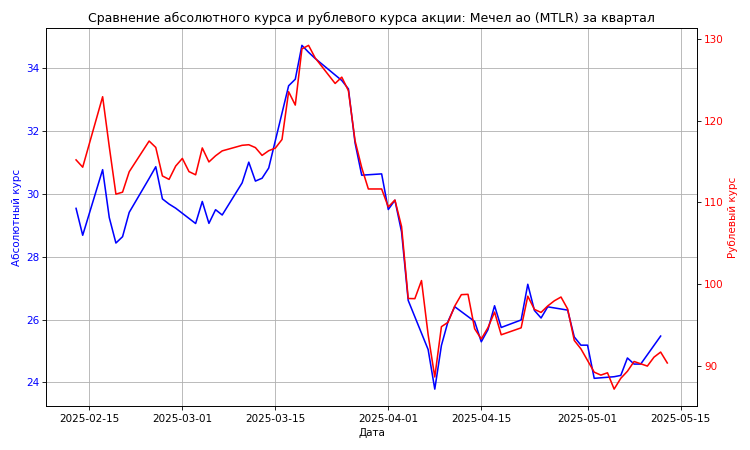 Сравнение абсолютного курса и рублевого курса акции: Мечел ао (MTLR) за квартал
Абсолютный курс
34
32
30
28
26
24
130
120
110
100
90
Рублевый курс
2025-02-15 2025-03-01 2025-03-15 2025-04-01 2025-04-15 2025-05-01 2025-05-15
Дата